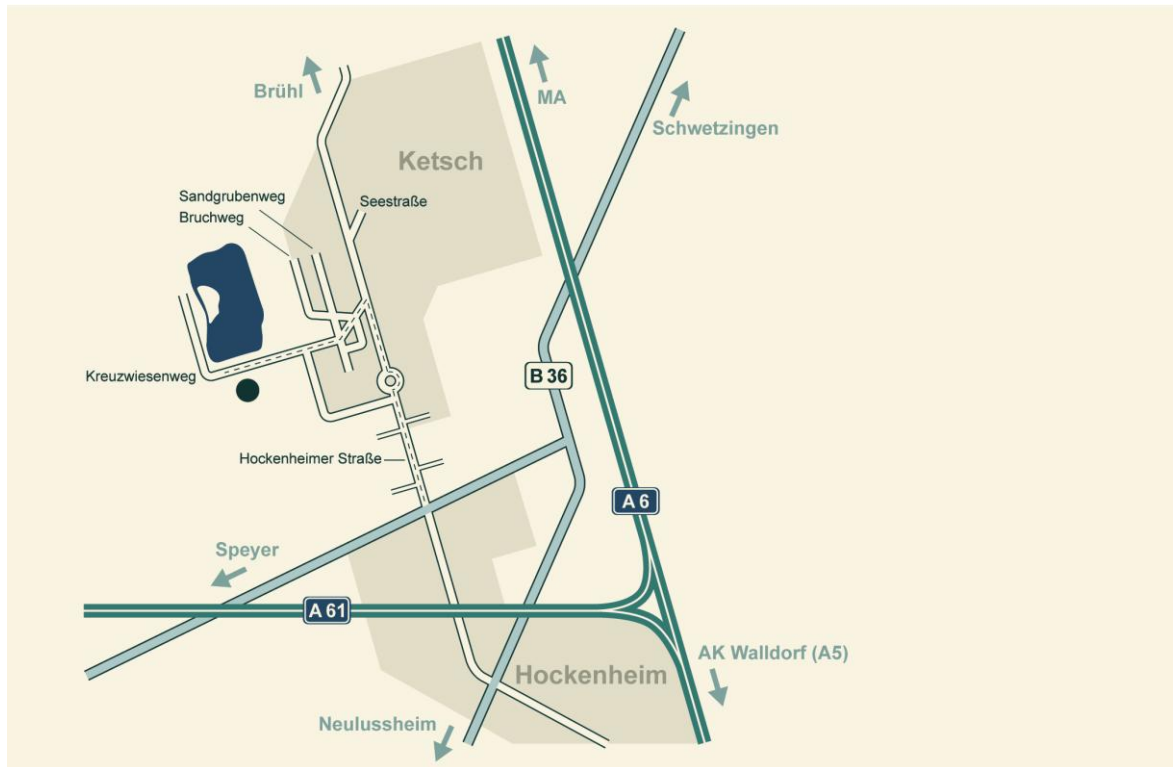 MA
Brühl
Schwetzingen
Ketsch
Sandgrubenweg
Seestraße
Bruchweg
Kreuzwiesenweg
B 36
Hockenheimer Straße
A 6
Speyer
A 61
AK Walldorf (A5)
Hockenheim
Neulussheim